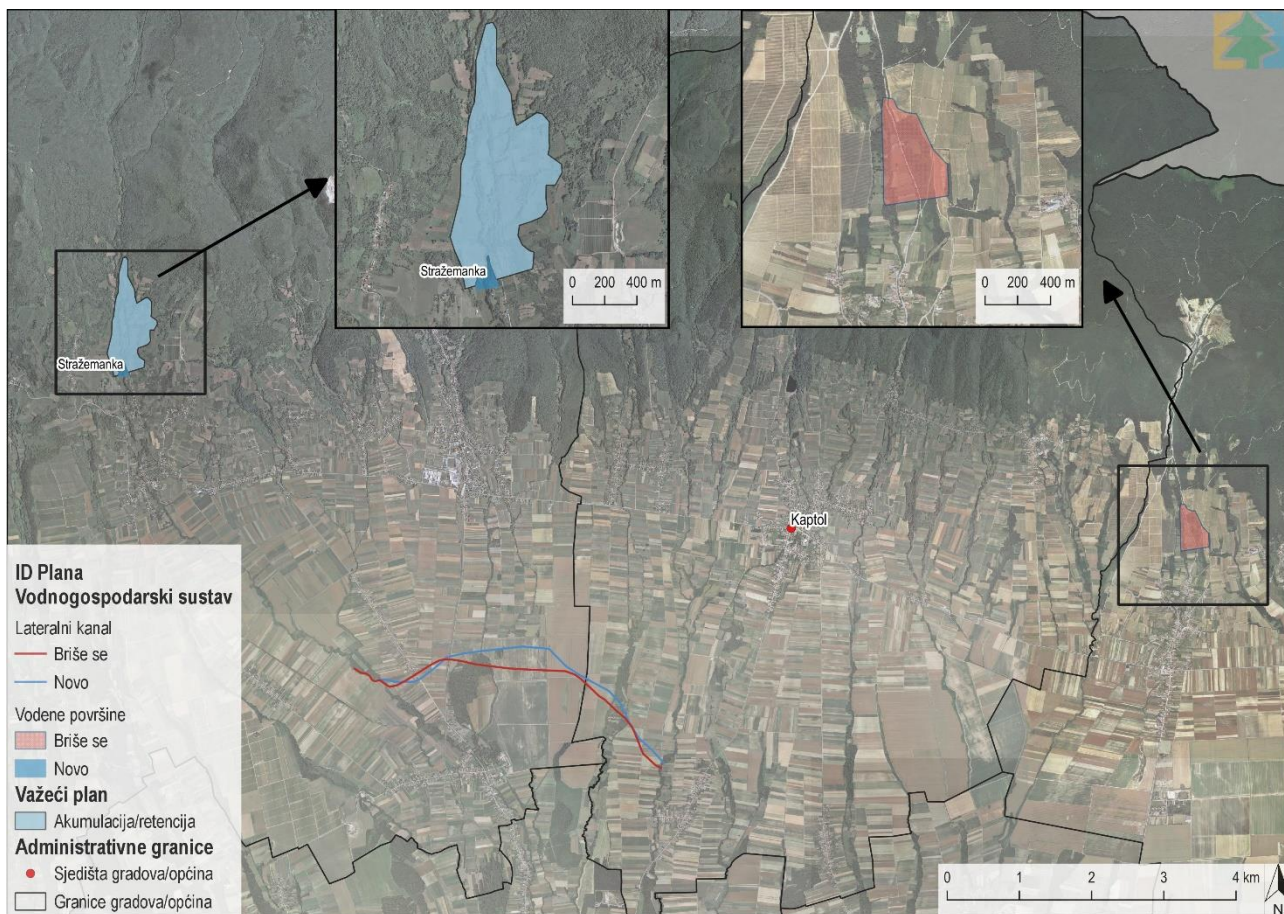 Stražemanka
0 200 400 m
0 200 400 m
Stražemanka
Kaptol
ID Plana
Vodnogospodarski sustav
Lateralni kanal
Briše se
Novo
Vodene površine
Briše se
Novo
Važeći plan
Akumulacija/retencija
Administrativne granice
Sjedišta gradova/općina
Granice gradova/općina
0 1 2 3 4 km
N